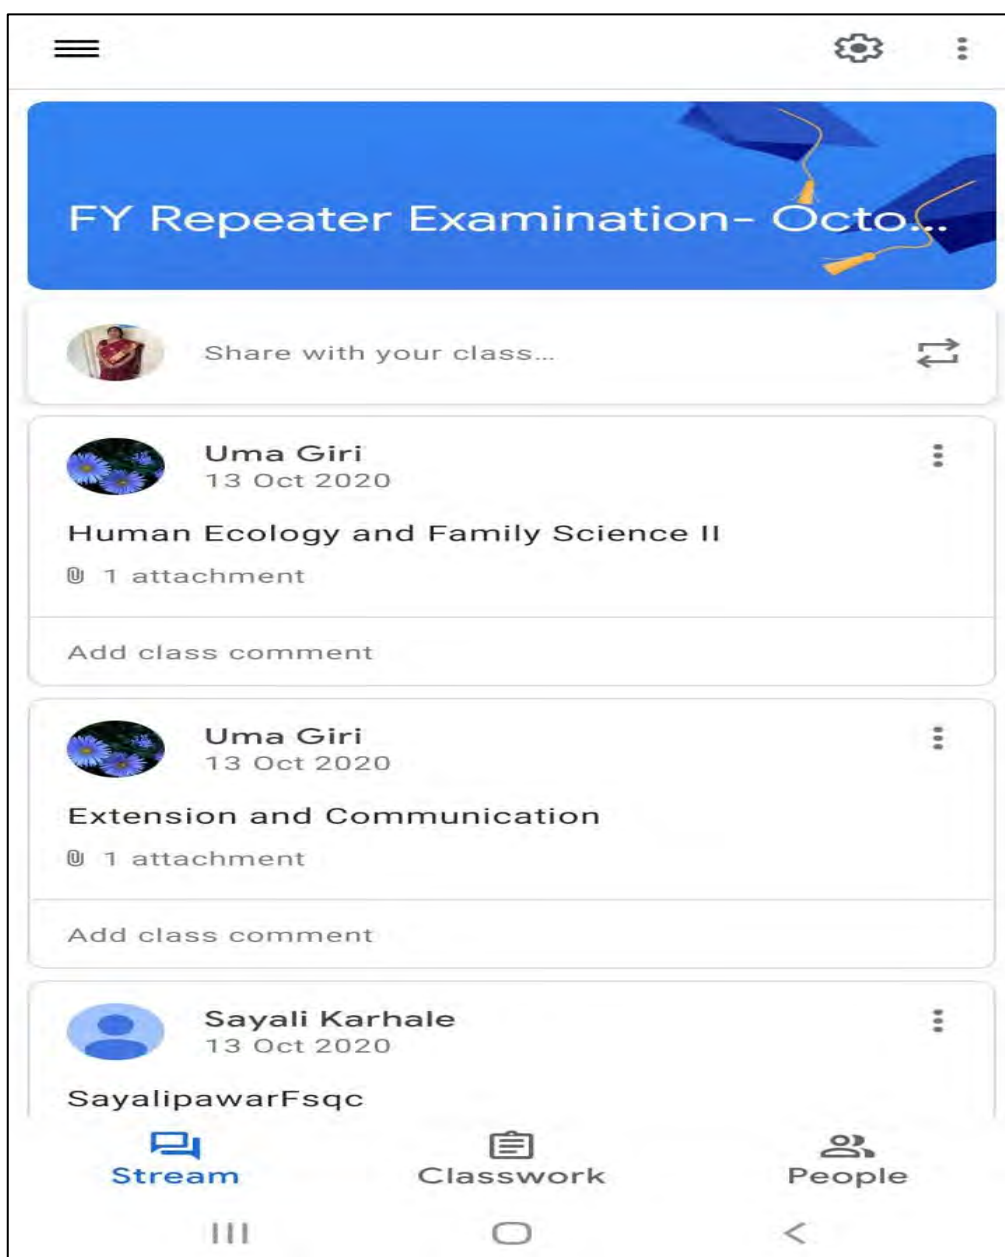 FY Repeater Examination- Octo...
Share with your class...
Uma Giri
13 Oct 2020
Human Ecology and Family Science II
1 attachment
Add class comment
Uma Giri
13 Oct 2020
Extension and Communication
1 attachment
Add class comment
Sayali Karhale
13 Oct 2020
SayalipawarFsqc
Stream Classwork People